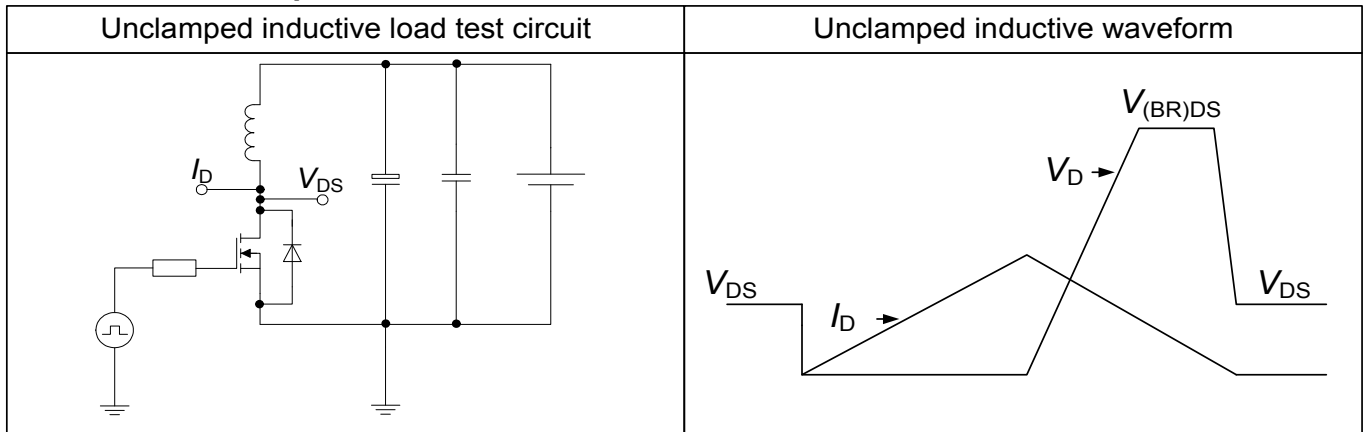 Unclamped inductive load test circuit
Unclamped inductive waveform
I_D
V_DS
V_(BR)DS
V_D
V_DS
I_D
V_DS